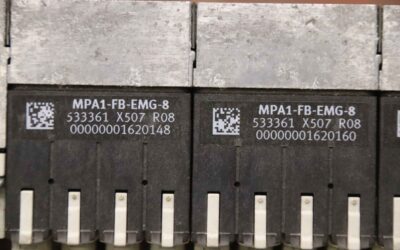 MPA1-FB-EMG-8
533361 X507 R08
00000001620148
MPA1-FB-EMG-8
533361 X507 R08
00000001620160